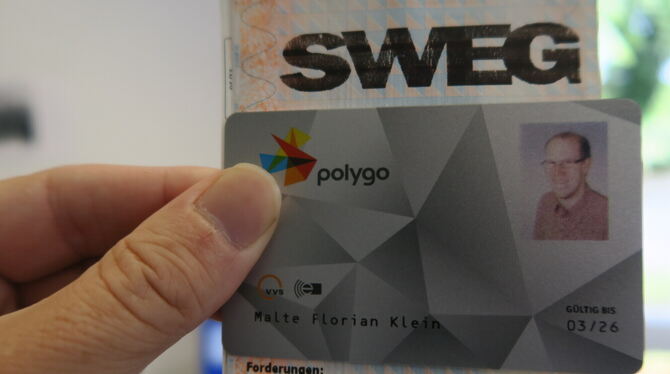 SWEG
polygo
VVS
Malte Florian Klein
GÜLTIG BIS
03/26
Forderungen: